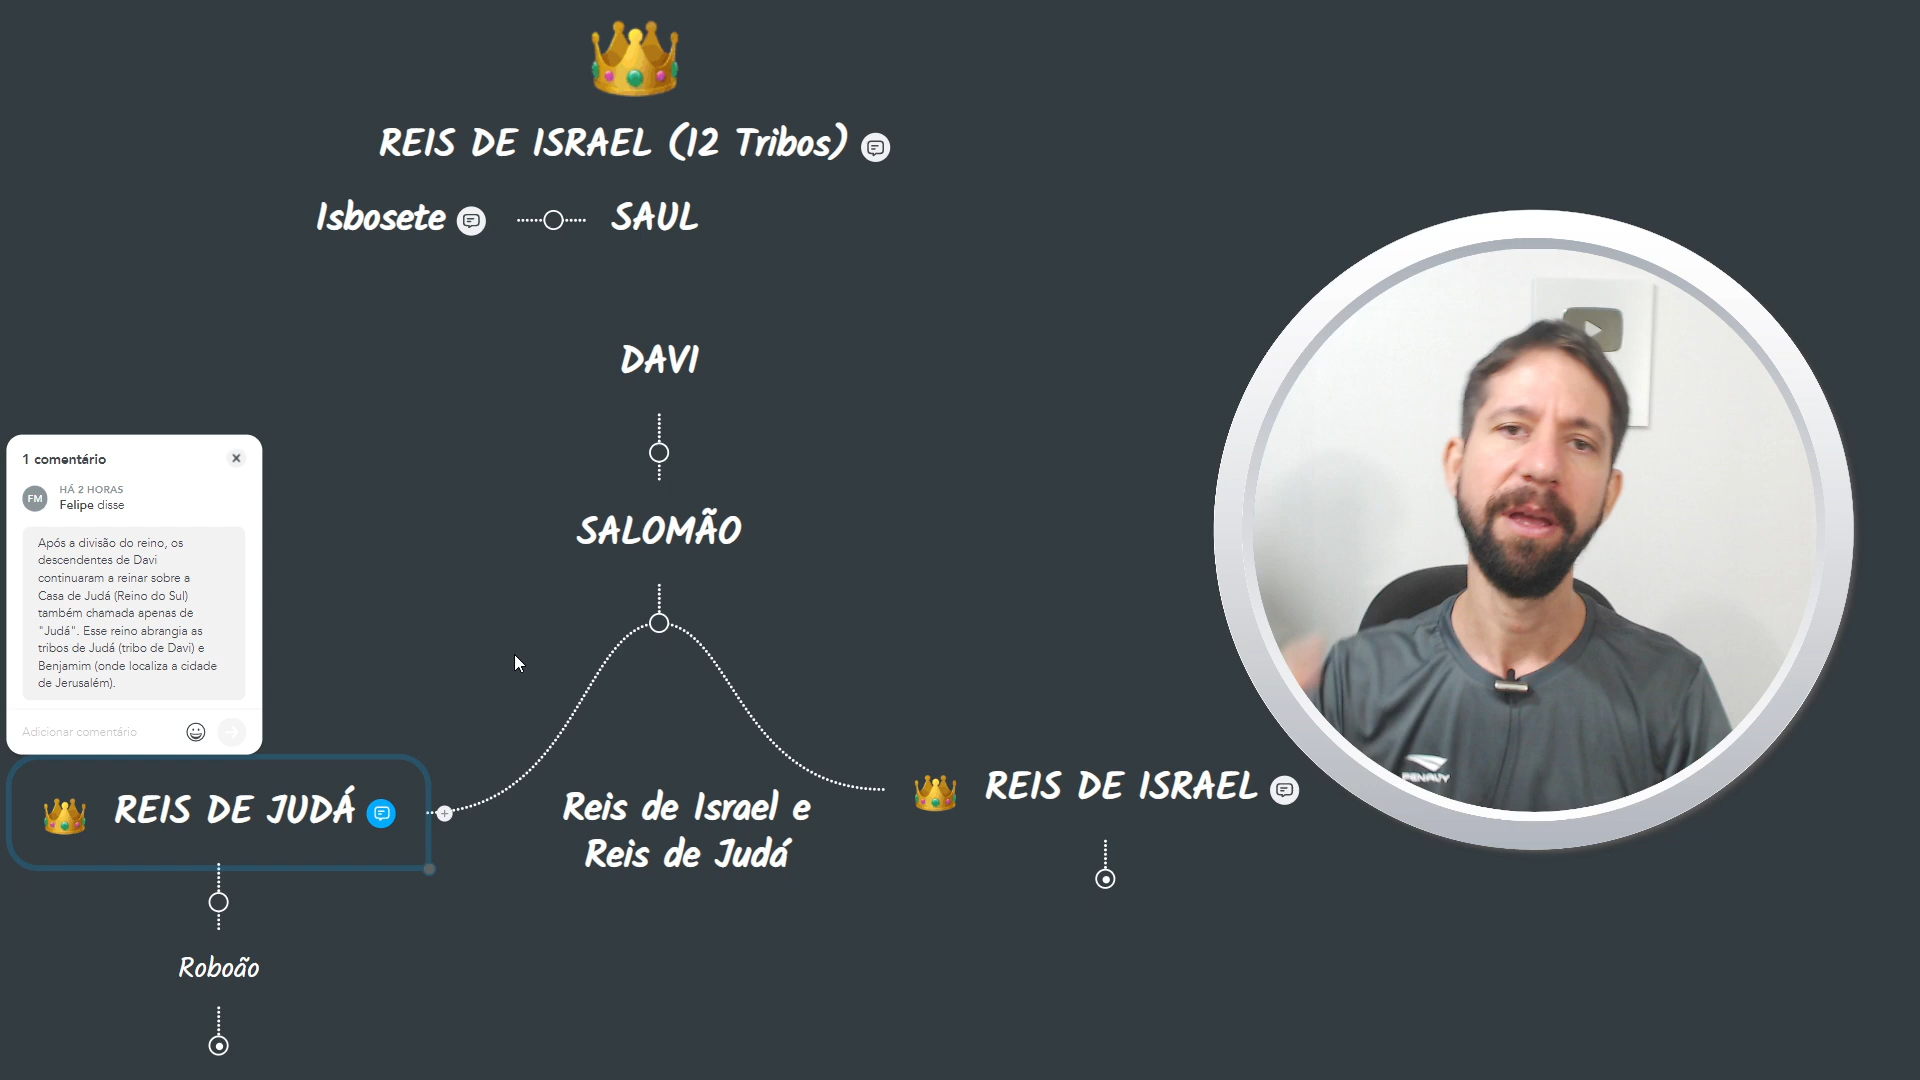 REIS DE ISRAEL (12 Tribos)
Isbosete
SAUL
DAVI
SALOMÃO
1 comentário
FM
HÁ 2 HORAS
Felipe disse
Após a divisão do reino, os
descendentes de Davi
continuaram a reinar sobre a
Casa de Judá (Reino do Sul)
também chamada apenas de
"Judá". Esse reino abrangia as
tribos de Judá (tribo de Davi) e
Benjamim (onde localiza a cidade
de Jerusalém).
Adicionar comentário
REIS DE JUDÁ
Reis de Israel e
Reis de Judá
REIS DE ISRAEL
Roboão
PENALTY